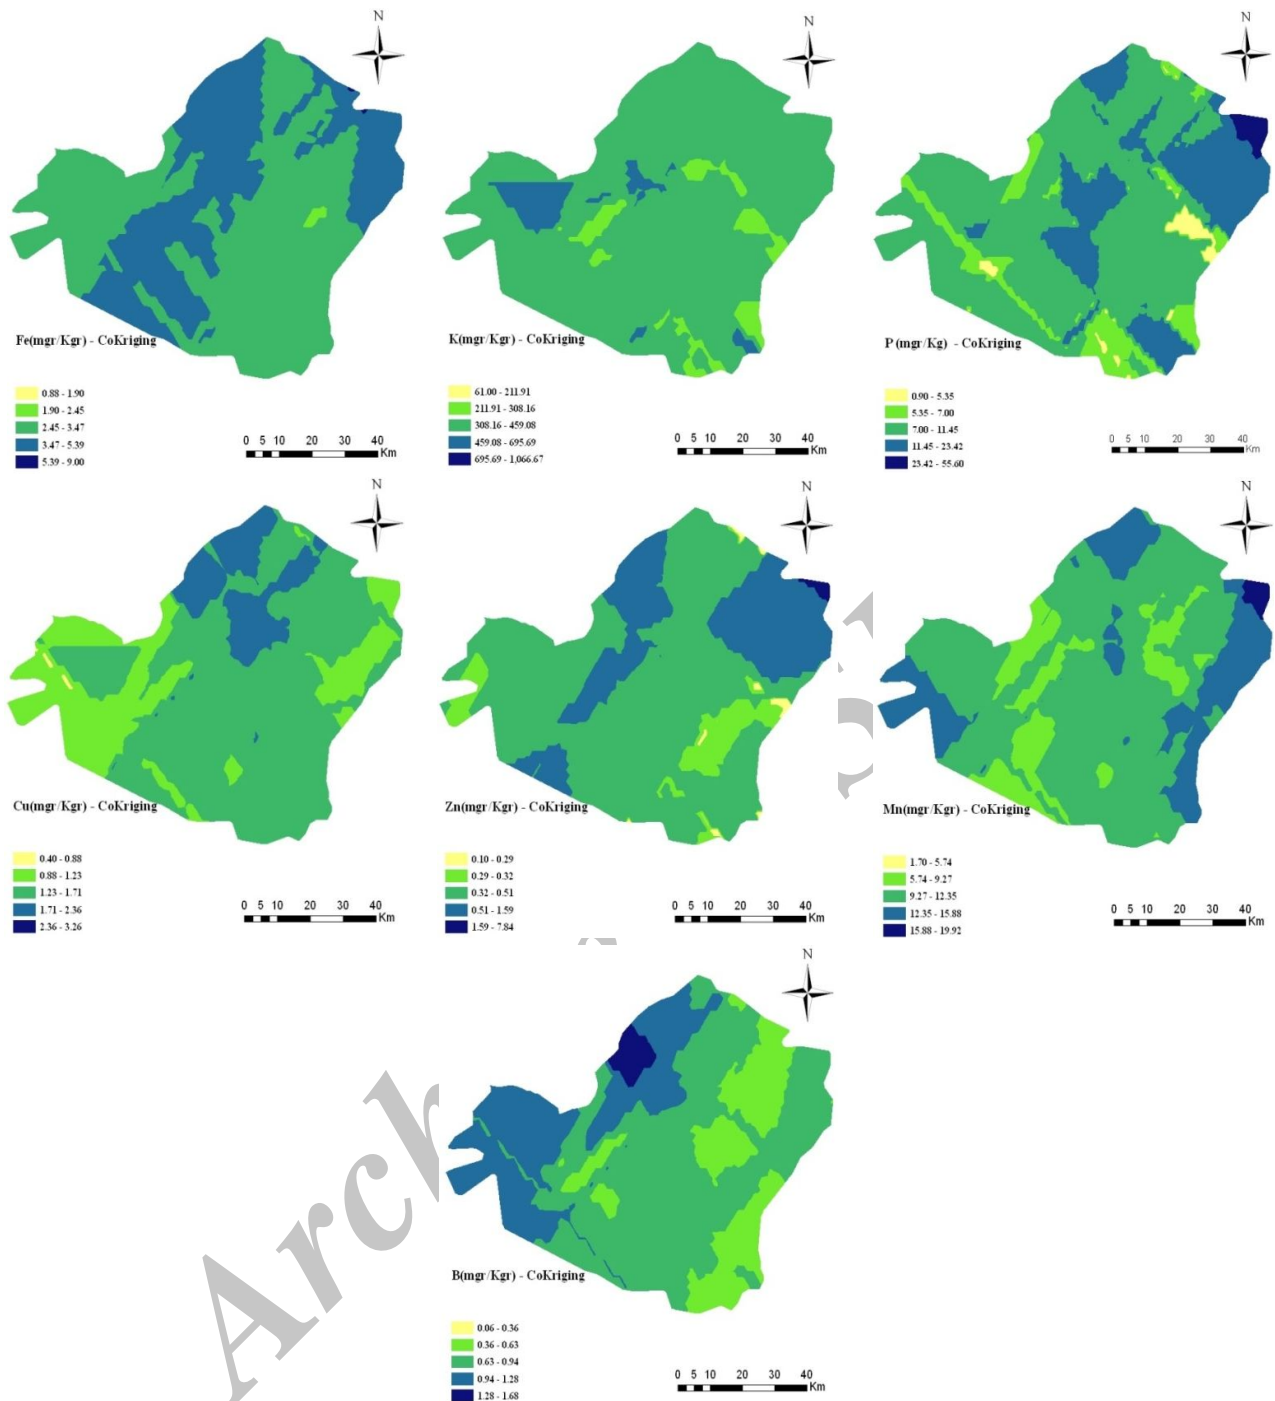 N
Fe(mgr/Kgr) - CoKriging
0.88 - 1.90
1.90 - 2.45
2.45 - 3.47
3.47 - 5.39
5.39 - 9.00
0 5 10 20 30 40
Km
N
K(mgr/Kgr) - CoKriging
61.00 - 211.91
211.91 - 308.16
308.16 - 459.08
459.08 - 695.69
695.69 - 1,066.67
0 5 10 20 30 40
Km
N
P (mgr/Kg) - CoKriging
0.90 - 5.35
5.35 - 7.00
7.00 - 11.45
11.45 - 23.42
23.42 - 55.60
0 5 10 20 30 40
Km
N
Cu(mgr/Kgr) - CoKriging
0.40 - 0.88
0.88 - 1.23
1.23 - 1.71
1.71 - 2.36
2.36 - 3.26
0 5 10 20 30 40
Km
N
Zn(mgr/Kgr) - CoKriging
0.10 - 0.29
0.29 - 0.32
0.32 - 0.51
0.51 - 1.59
1.59 - 7.84
0 5 10 20 30 40
Km
N
Mn(mgr/Kgr) - CoKriging
1.70 - 5.74
5.74 - 9.27
9.27 - 12.35
12.35 - 15.88
15.88 - 19.92
0 5 10 20 30 40
Km
N
B(mgr/Kgr) - CoKriging
0.06 - 0.36
0.36 - 0.63
0.63 - 0.94
0.94 - 1.28
1.28 - 1.68
0 5 10 20 30 40
Km